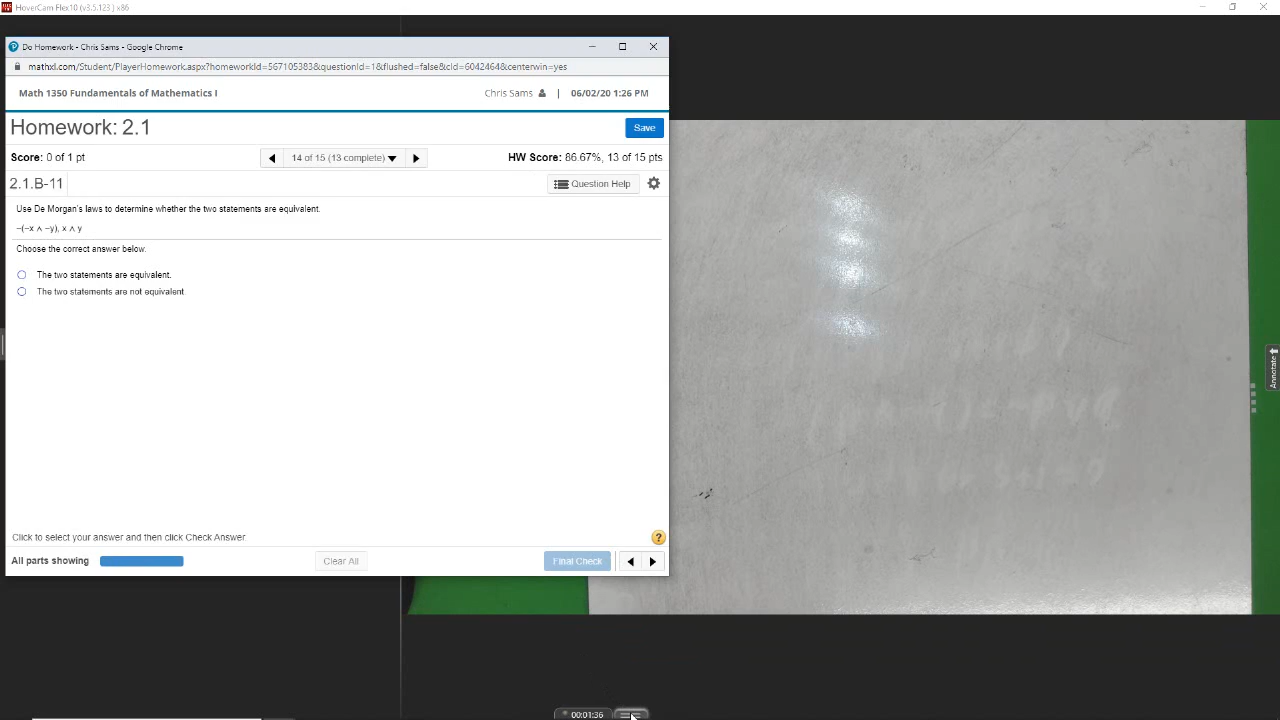 HoverCam Flex10 (v3.5.123) x86
Do Homework - Chris Sams - Google Chrome
mathxl.com/Student/PlayerHomework.aspx?homeworkId=567105383&questionId=1&flushed=false&cId=6042464&centerwin=yes
Math 1350 Fundamentals of Mathematics I
Chris Sams | 06/02/20 1:26 PM
Homework: 2.1
Save
Score: 0 of 1 pt
14 of 15 (13 complete)
HW Score: 86.67%, 13 of 15 pts
2.1.B-11
Question Help
Use De Morgan's laws to determine whether the two statements are equivalent.
~(~x ∧ ~y), x ∧ y
Choose the correct answer below.
The two statements are equivalent.
The two statements are not equivalent
Annotate
Click to select your answer and then click Check Answer.
?
All parts showing
Clear All
Final Check
00:01:36